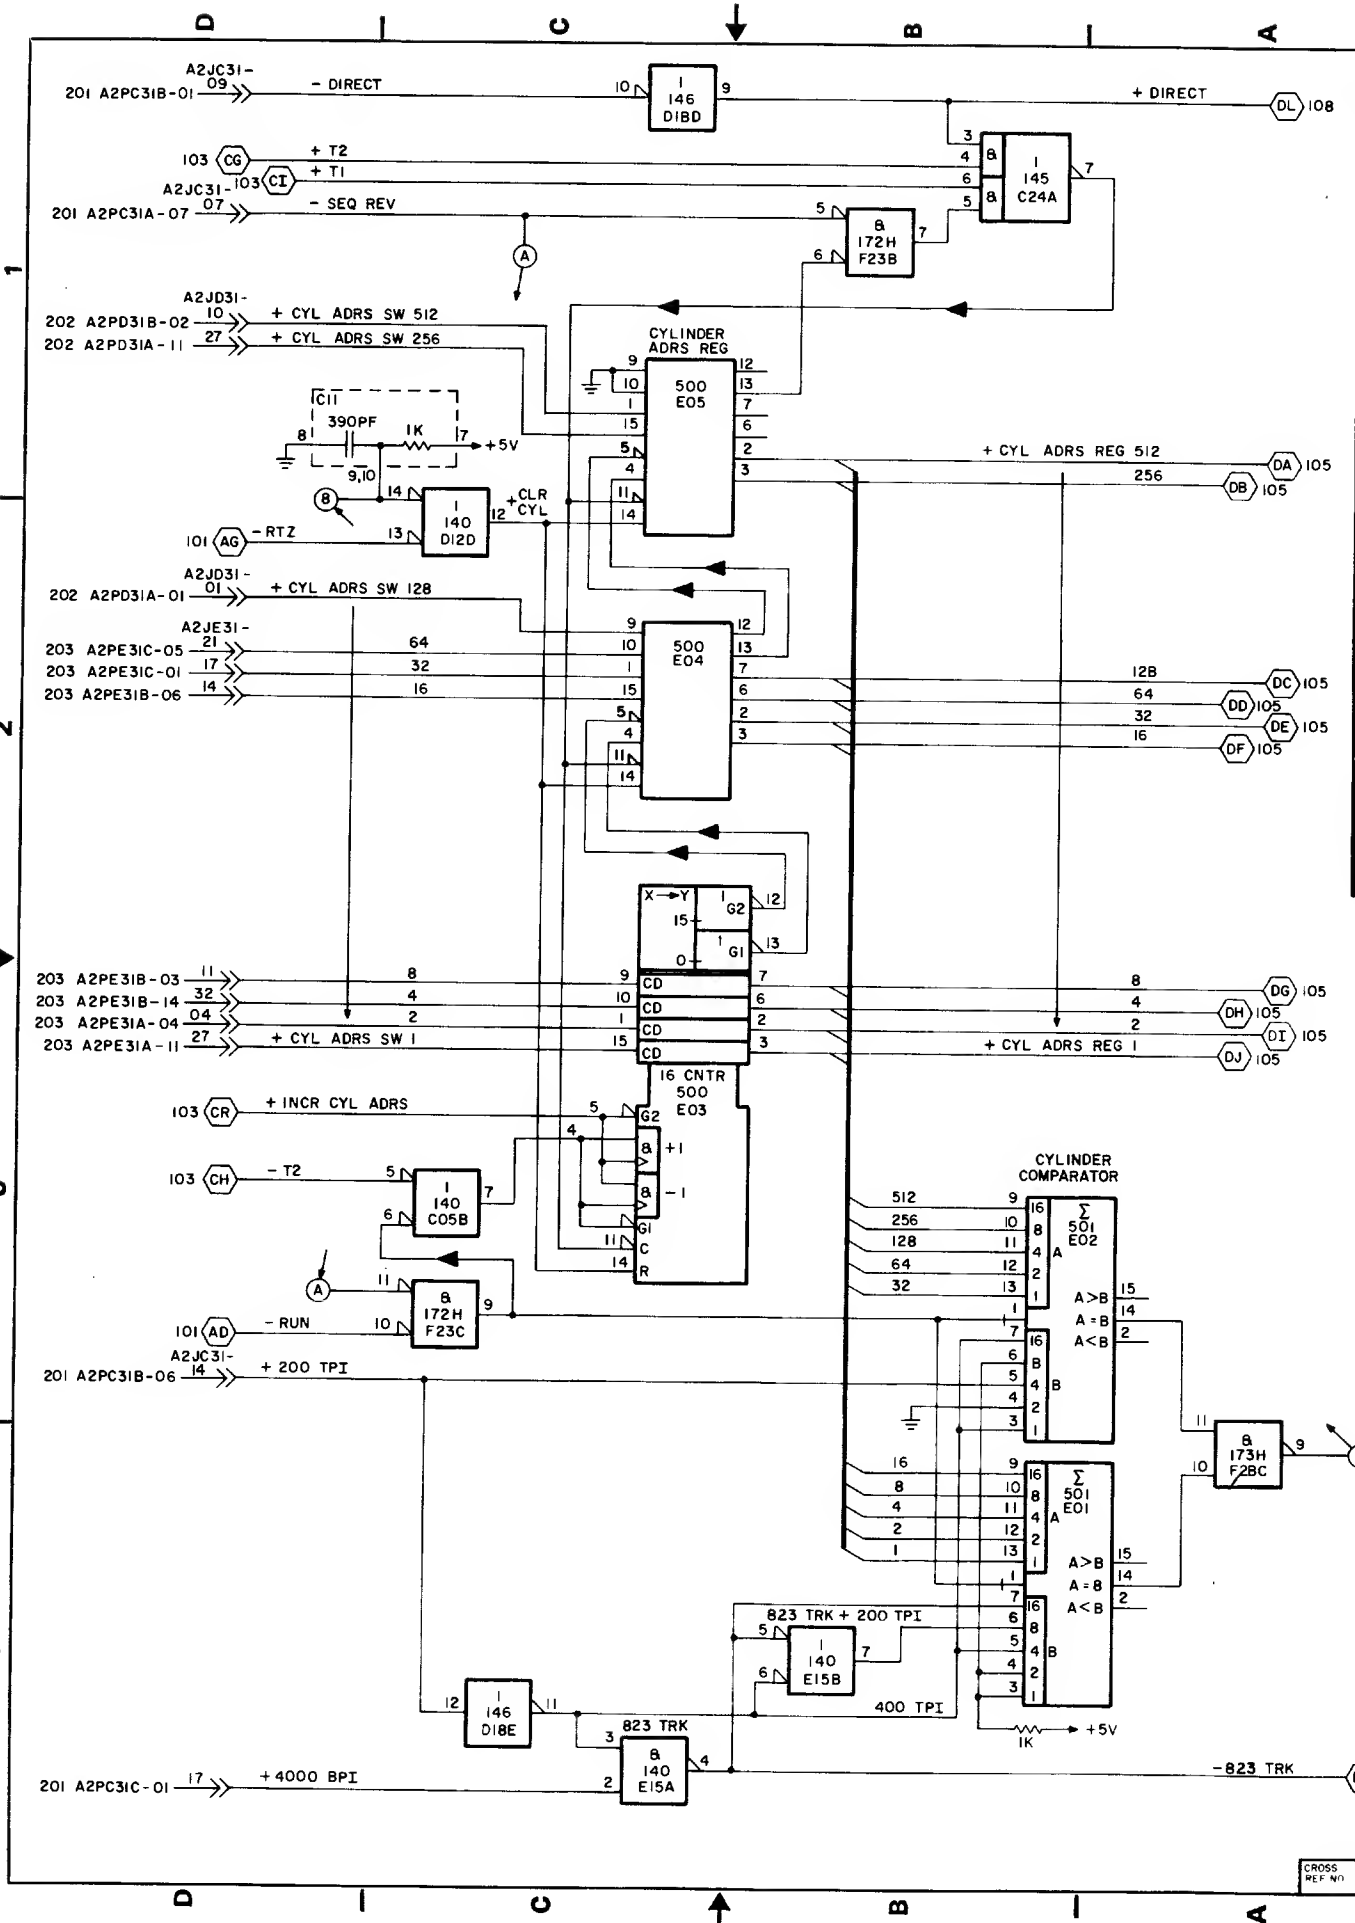 D C B A
A2JC31-
201 A2PC31B-01 09 - DIRECT 10 1 146 D1BD 9 + DIRECT DL 108
103 CG + T2
103 CI + T1
3 4 6 5 & & 1 145 C24A 7
A2JC31-
201 A2PC31A-07 07 - SEQ REV
A
5 6 & 172H F23B 7
1
A2JD31-
202 A2PD31B-02 10 + CYL ADRS SW 512
202 A2PD31A-11 27 + CYL ADRS SW 256
CYLINDER
ADRS REG
9 10 1 15 5 4 11 14
500
E05
12 13 7 6 2 3
C11
390PF 1K
8 7 +5V
9,10
B
14 13 1 140 D12D 12 +CLR CYL
101 AG -RTZ
+ CYL ADRS REG 512 DA 105
256 DB 105
A2JD31-
202 A2PD31A-01 01 + CYL ADRS SW 128
A2JE31-
203 A2PE31C-05 21 64
203 A2PE31C-01 17 32
203 A2PE31B-06 14 16
9 10 1 15 5 4 11 14
500
E04
12 13 7 6 2 3
12B DC 105
64 DD 105
32 DE 105
16 DF 105
2
X→Y 1 G2 12
15
1 G1 13
0
203 A2PE31B-03 11 8 9 CD 7 8 DG 105
203 A2PE31B-14 32 4 10 CD 6 4 DH 105
203 A2PE31A-04 04 2 1 CD 2 2 DI 105
203 A2PE31A-11 27 + CYL ADRS SW 1 15 CD 3 + CYL ADRS REG 1 DJ 105
16 CNTR
500
E03
103 CR + INCR CYL ADRS 5 G2
4 & +1
& -1
G1
11 C
14 R
103 CH - T2 5 6 1 140 C05B 7
A 11
101 AD - RUN 10 & 172H F23C 9
A2JC31-
201 A2PC31B-06 14 + 200 TPI
CYLINDER
COMPARATOR
512 9 16
256 10 8
128 11 4 A
64 12 2
32 13 1
1
7 16
6 B
5 4 B
4 2
3 1
Σ
501
E02
A>B 15
A=B 14
A<B 2
16 9 16
8 10 8
4 11 4 A
2 12 2
1 13 1
1
7 16
6 8
5 4 B
4 2
3 1
Σ
501
E01
A>B 15
A=8 14
A<B 2
11 10 & 173H F2BC 9
823 TRK + 200 TPI
5 6 1 140 E15B 7
400 TPI
1K +5V
12 1 146 D18E 11
823 TRK
3 2 & 140 E15A 4
201 A2PC31C-01 17 +4000 BPI
-823 TRK
CROSS
REF NO
D C B A